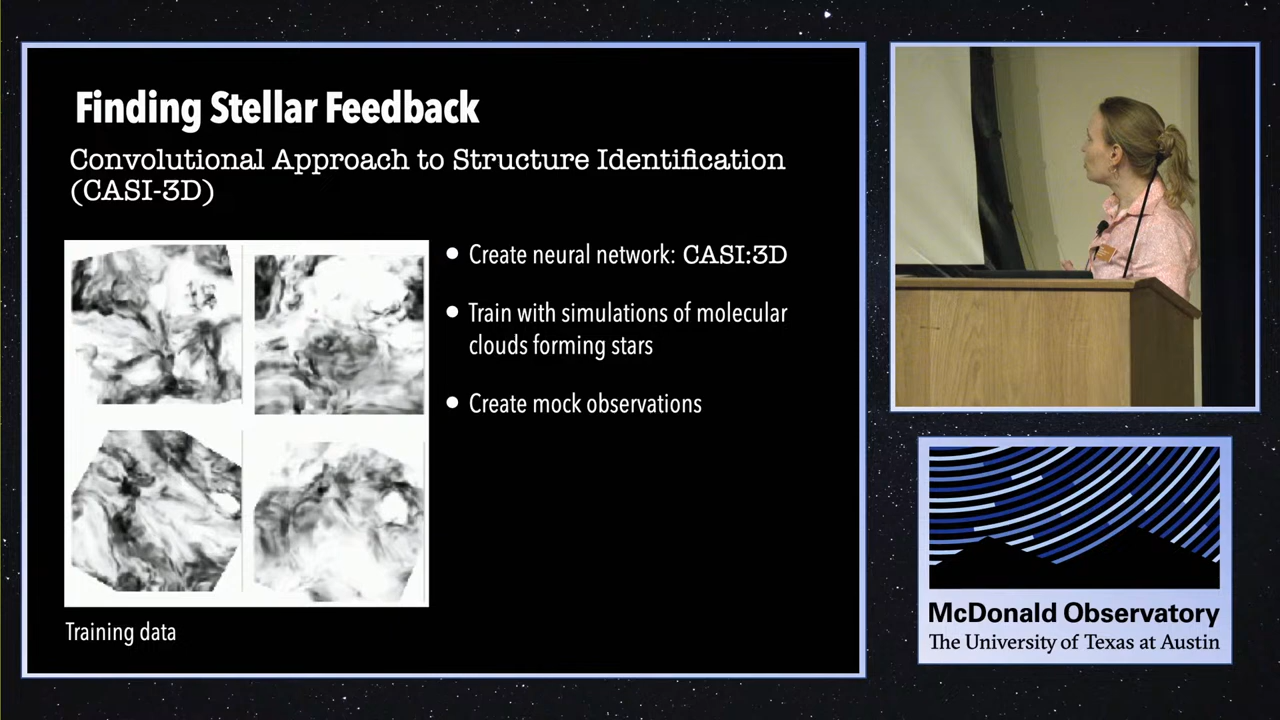 Finding Stellar Feedback
Convolutional Approach to Structure Identification
(CASI-3D)
Create neural network: CASI:3D
Train with simulations of molecular
clouds forming stars
Create mock observations
Training data
McDonald Observatory
The University of Texas at Austin